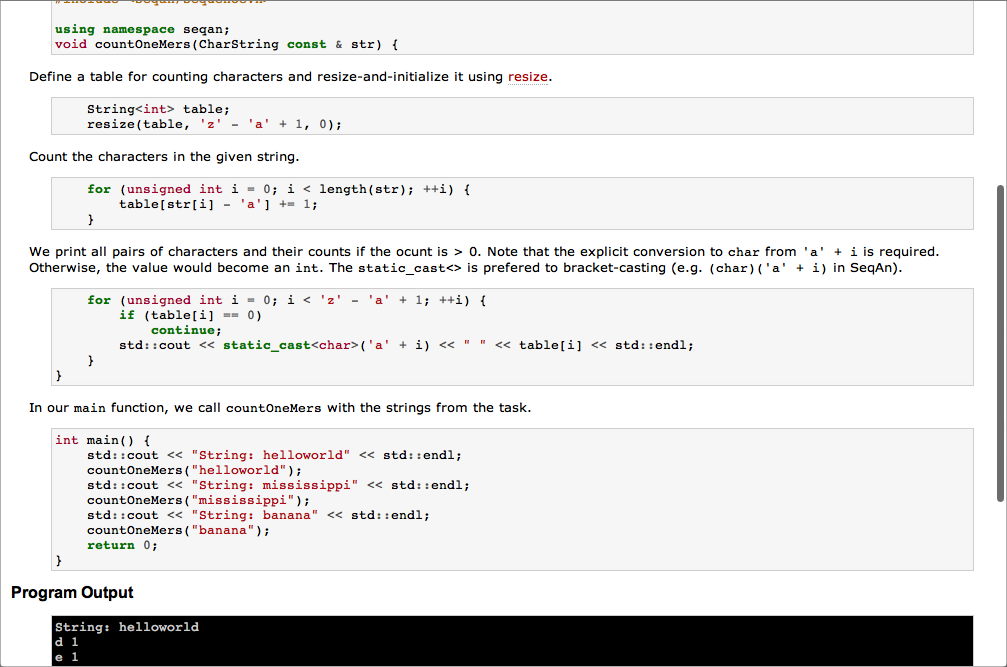 #include <seqan/sequence.h>
using namespace seqan;
void countOneMers(CharString const & str) {
Define a table for counting characters and resize-and-initialize it using resize.
String<int> table;
resize(table, 'z' - 'a' + 1, 0);
Count the characters in the given string.
for (unsigned int i = 0; i < length(str); ++i) {
table[str[i] - 'a'] += 1;
}
We print all pairs of characters and their counts if the ocunt is > 0. Note that the explicit conversion to char from 'a' + i is required.
Otherwise, the value would become an int. The static_cast<> is prefered to bracket-casting (e.g. (char)('a' + i) in SeqAn).
for (unsigned int i = 0; i < 'z' - 'a' + 1; ++i) {
if (table[i] == 0)
continue;
std::cout << static_cast<char>('a' + i) << " " << table[i] << std::endl;
}
}
In our main function, we call countOneMers with the strings from the task.
int main() {
std::cout << "String: helloworld" << std::endl;
countOneMers("helloworld");
std::cout << "String: mississippi" << std::endl;
countOneMers("mississippi");
std::cout << "String: banana" << std::endl;
countOneMers("banana");
return 0;
}
Program Output
String: helloworld
d 1
e 1